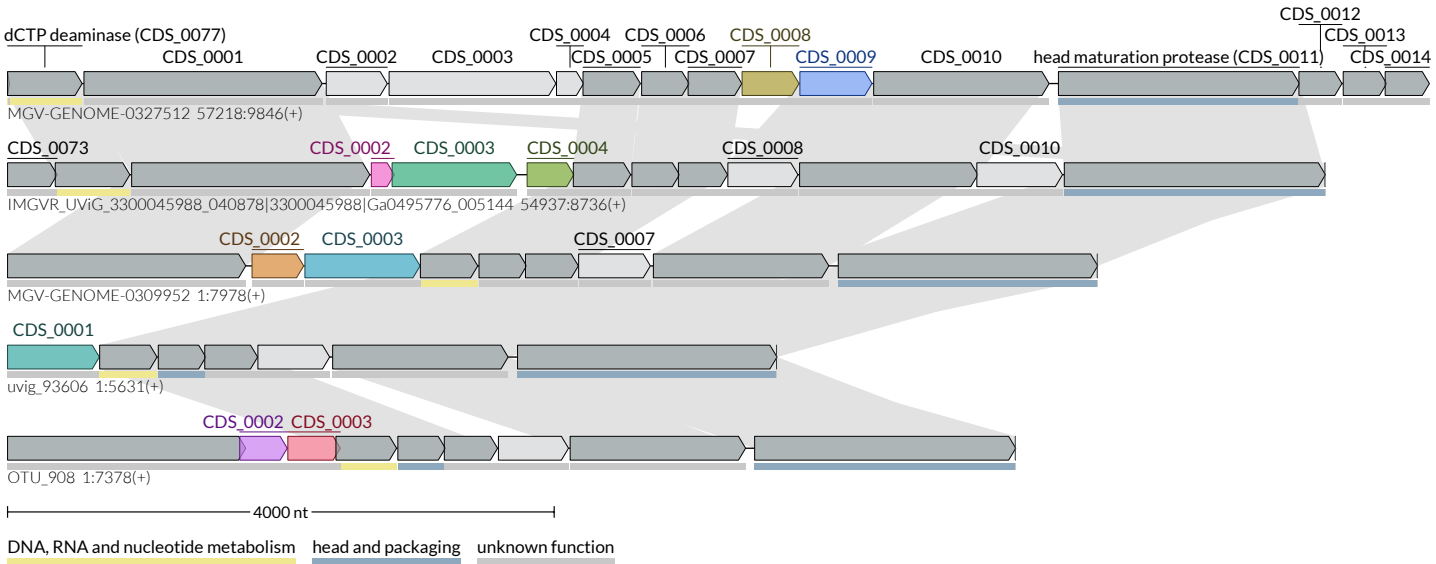 CDS_0012
dCTP deaminase (CDS_0077) CDS_0004 CDS_0006 CDS_0008 CDS_0013
CDS_0001 CDS_0002 CDS_0003 CDS_0005 CDS_0007 CDS_0009 CDS_0010 head maturation protease (CDS_0011) CDS_0014
MGV-GENOME-0327512 57218:9846(+)
CDS_0073 CDS_0002 CDS_0003 CDS_0004 CDS_0008 CDS_0010
IMGVR_UViG_3300045988_040878|3300045988|Ga0495776_005144 54937:8736(+)
CDS_0002 CDS_0003 CDS_0007
MGV-GENOME-0309952 1:7978(+)
CDS_0001
uvig_93606 1:5631(+)
CDS_0002 CDS_0003
OTU_908 1:7378(+)
4000 nt
DNA, RNA and nucleotide metabolism head and packaging unknown function